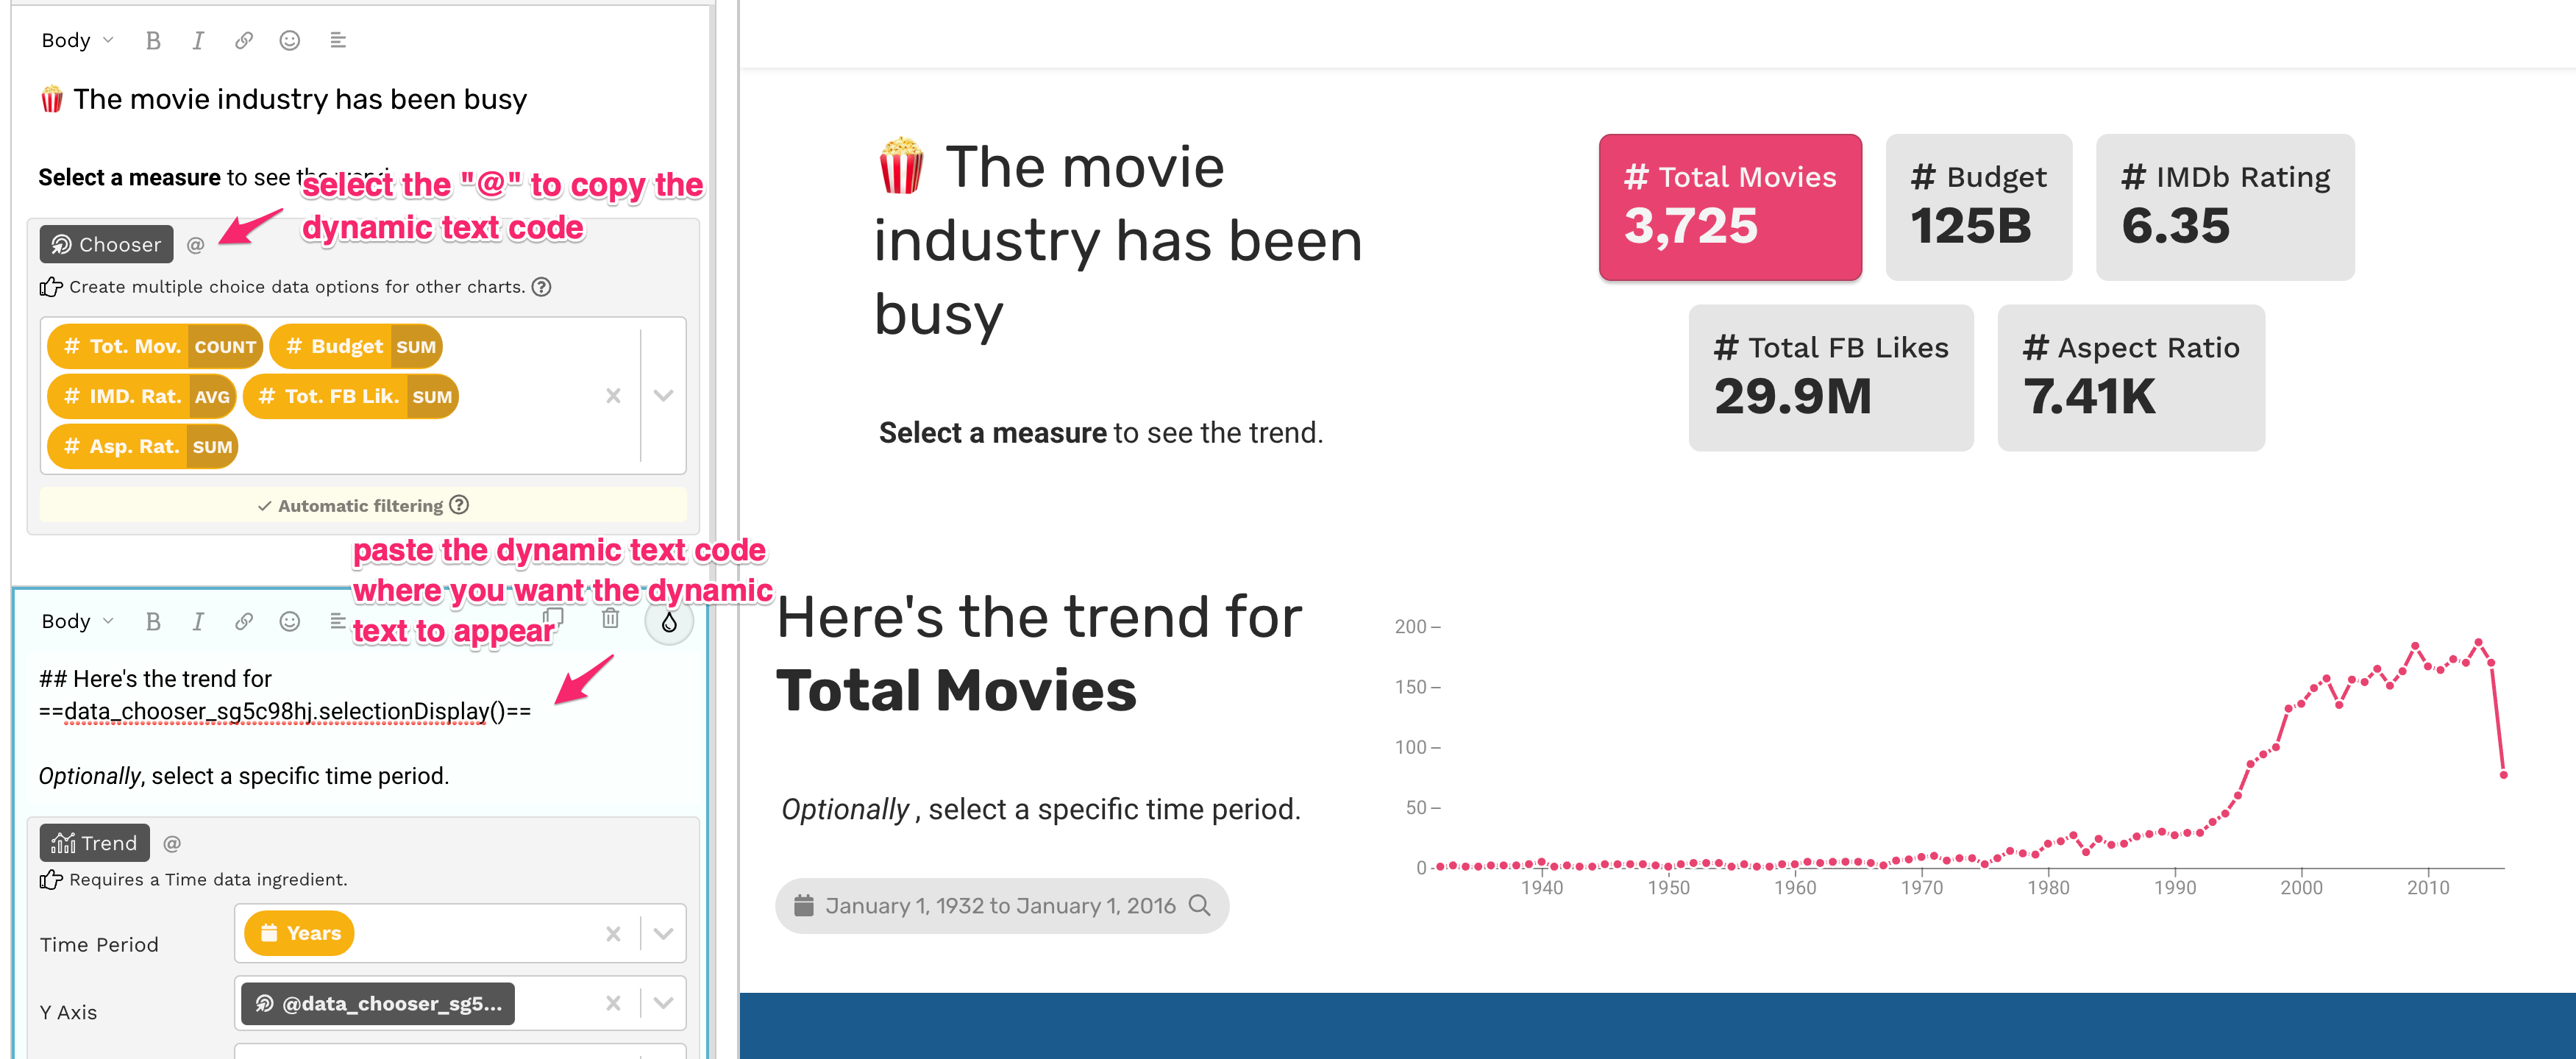 Body
The movie industry has been busy
Select a measure to see the
select the "@" to copy the
dynamic text code
Chooser @
Create multiple choice data options for other charts.
# Tot. Mov. COUNT # Budget SUM
# IMD. Rat. AVG # Tot. FB Lik. SUM
# Asp. Rat. SUM
Automatic filtering
paste the dynamic text code
where you want the dynamic
text to appear
Body
## Here's the trend for
==data_chooser_sg5c98hj.selectionDisplay()==
Optionally, select a specific time period.
Trend @
Requires a Time data ingredient.
Time Period
Years
Y Axis
@data_chooser_sg5...
The movie
industry has been
busy
Select a measure to see the trend.
# Total Movies
3,725
# Budget
125B
# IMDb Rating
6.35
# Total FB Likes
29.9M
# Aspect Ratio
7.41K
Here's the trend for
Total Movies
Optionally , select a specific time period.
January 1, 1932 to January 1, 2016
200
150
100
50
0
1940 1950 1960 1970 1980 1990 2000 2010